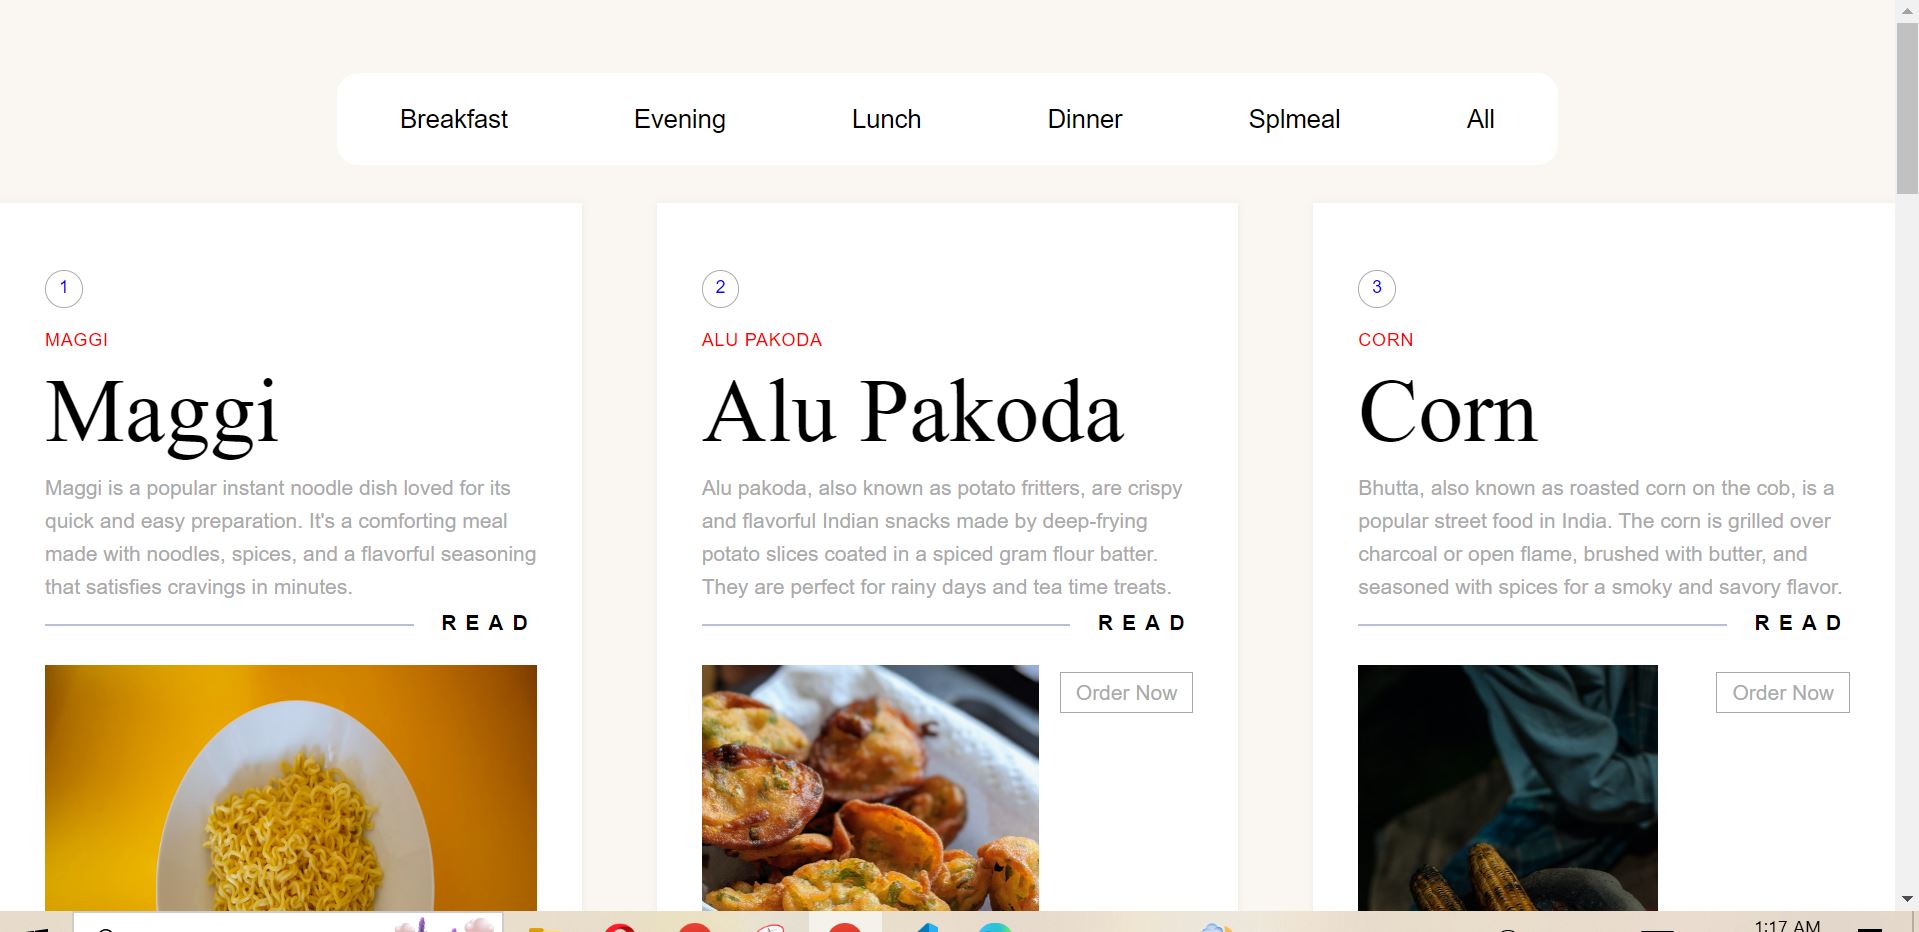 Breakfast Evening Lunch Dinner Splmeal All
1
MAGGI
Maggi
Maggi is a popular instant noodle dish loved for its
quick and easy preparation. It's a comforting meal
made with noodles, spices, and a flavorful seasoning
that satisfies cravings in minutes.
READ
2
ALU PAKODA
Alu Pakoda
Alu pakoda, also known as potato fritters, are crispy
and flavorful Indian snacks made by deep-frying
potato slices coated in a spiced gram flour batter.
They are perfect for rainy days and tea time treats.
READ
Order Now
3
CORN
Corn
Bhutta, also known as roasted corn on the cob, is a
popular street food in India. The corn is grilled over
charcoal or open flame, brushed with butter, and
seasoned with spices for a smoky and savory flavor.
READ
Order Now
1:17 AM